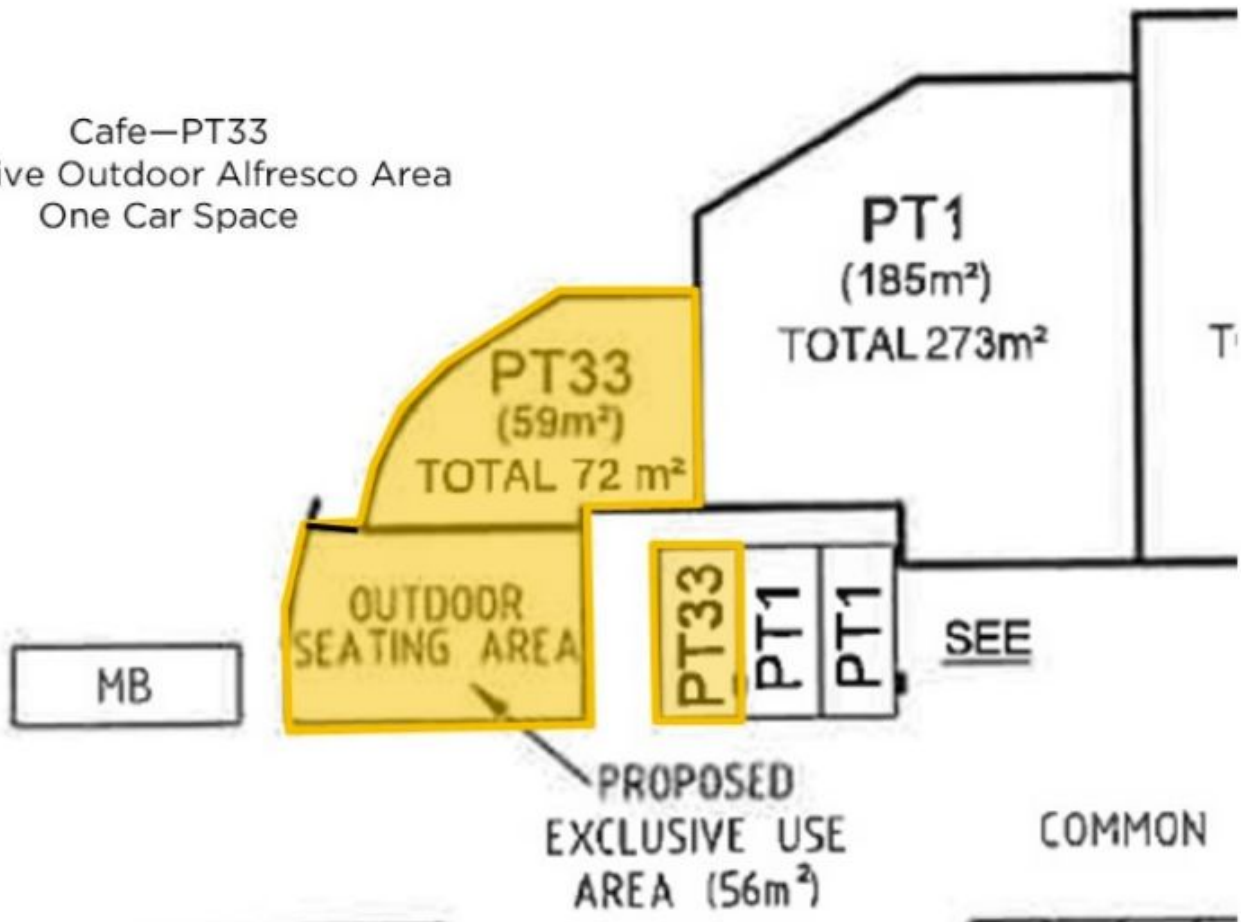 Cafe—PT33
ive Outdoor Alfresco Area
One Car Space
PT1
(185m²)
TOTAL 273m²
PT33
(59m²)
TOTAL 72 m²
OUTDOOR
SEATING AREA
MB
PT33
PT1
PT1
SEE
PROPOSED
EXCLUSIVE USE
AREA (56m²)
COMMON